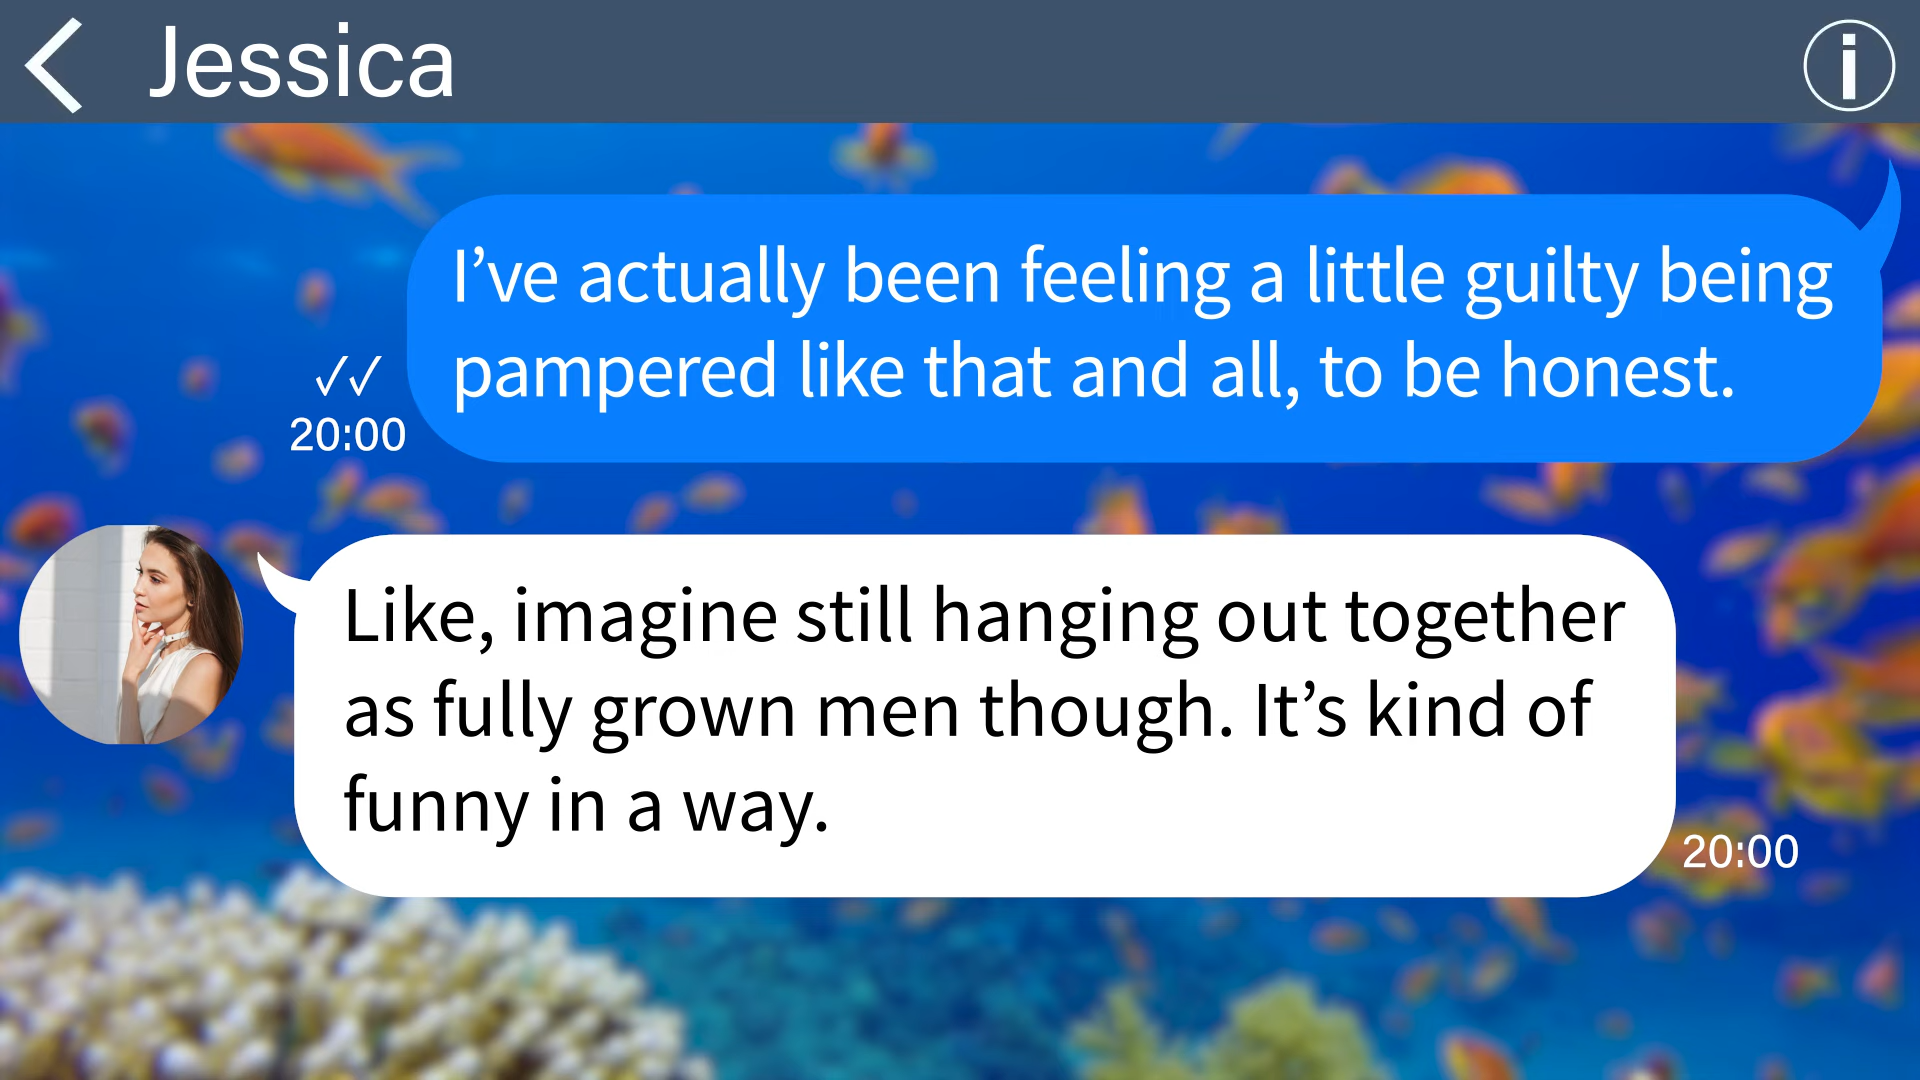 Jessica
I’ve actually been feeling a little guilty being
pampered like that and all, to be honest.
✓✓
20:00
Like, imagine still hanging out together
as fully grown men though. It’s kind of
funny in a way.
20:00